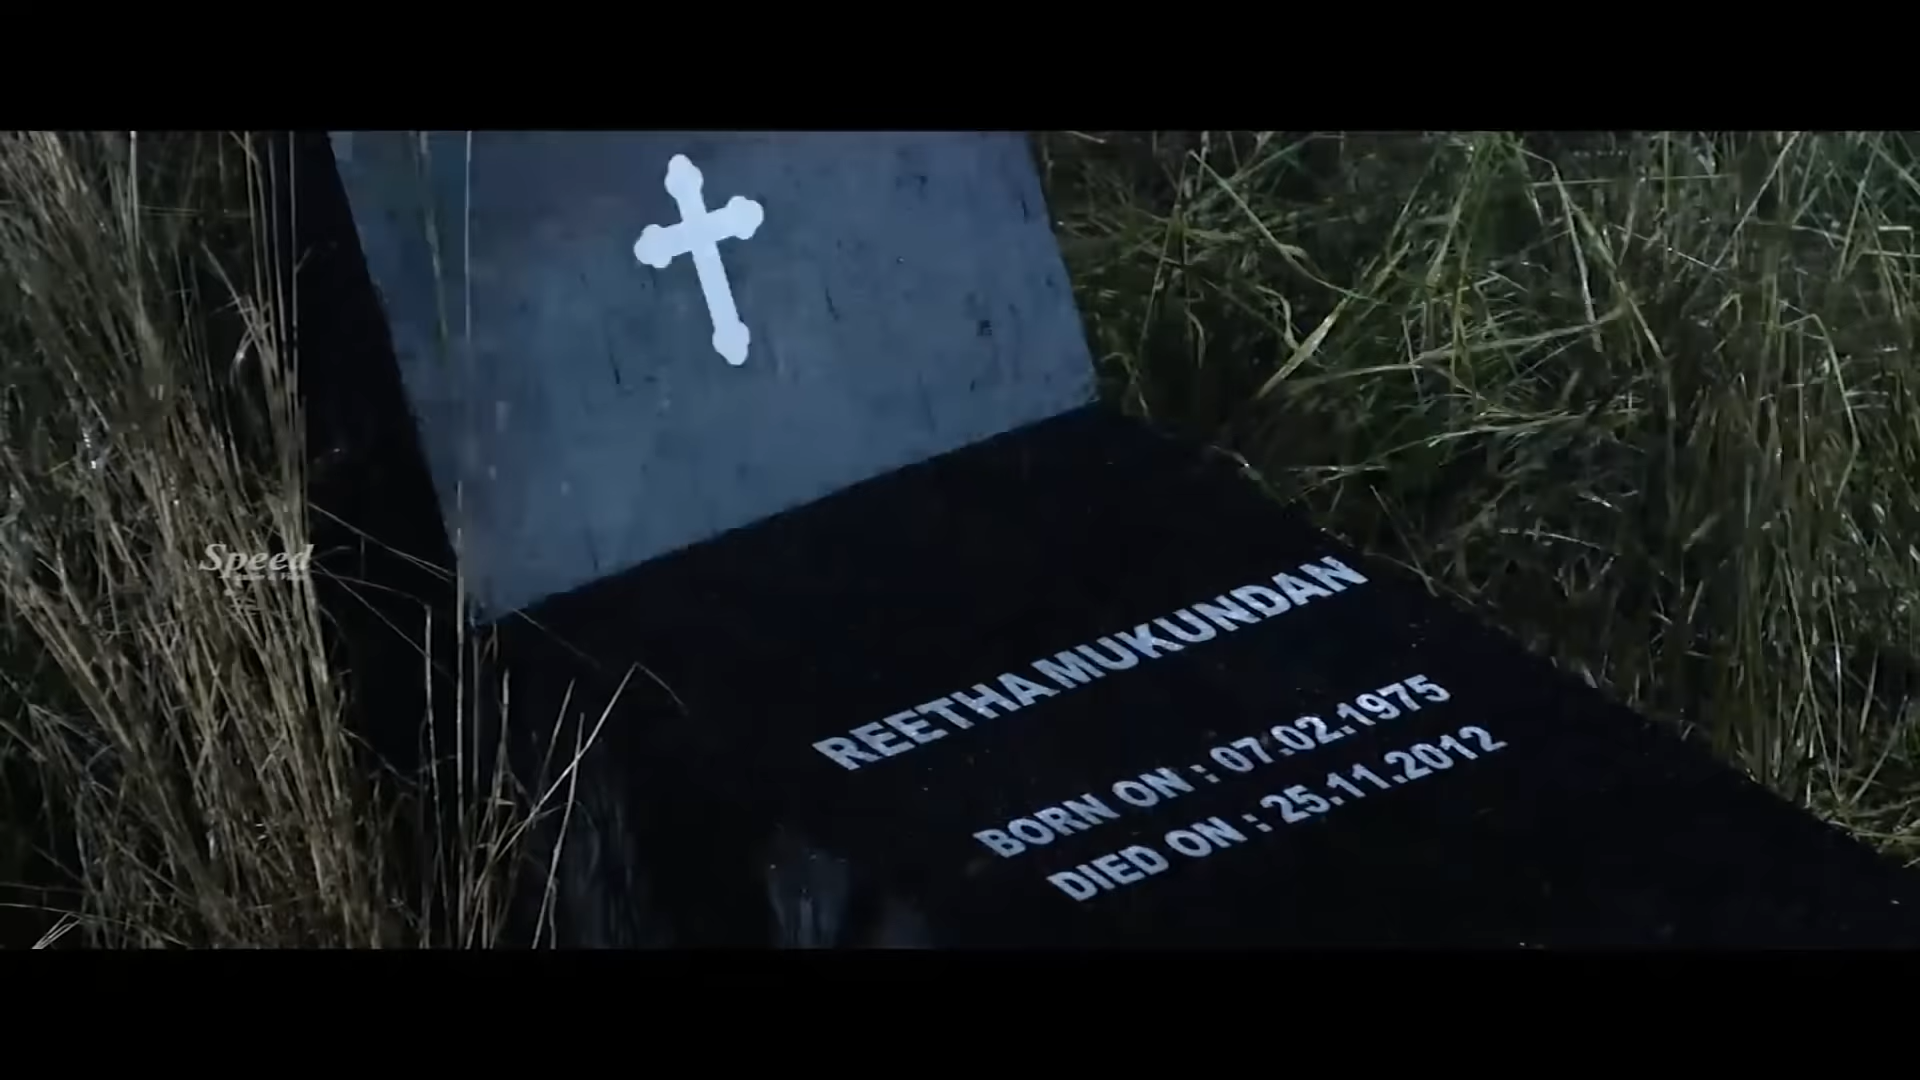 Speed
REETHA MUKUNDAN
BORN ON : 07.02.1975
DIED ON : 25.11.2012